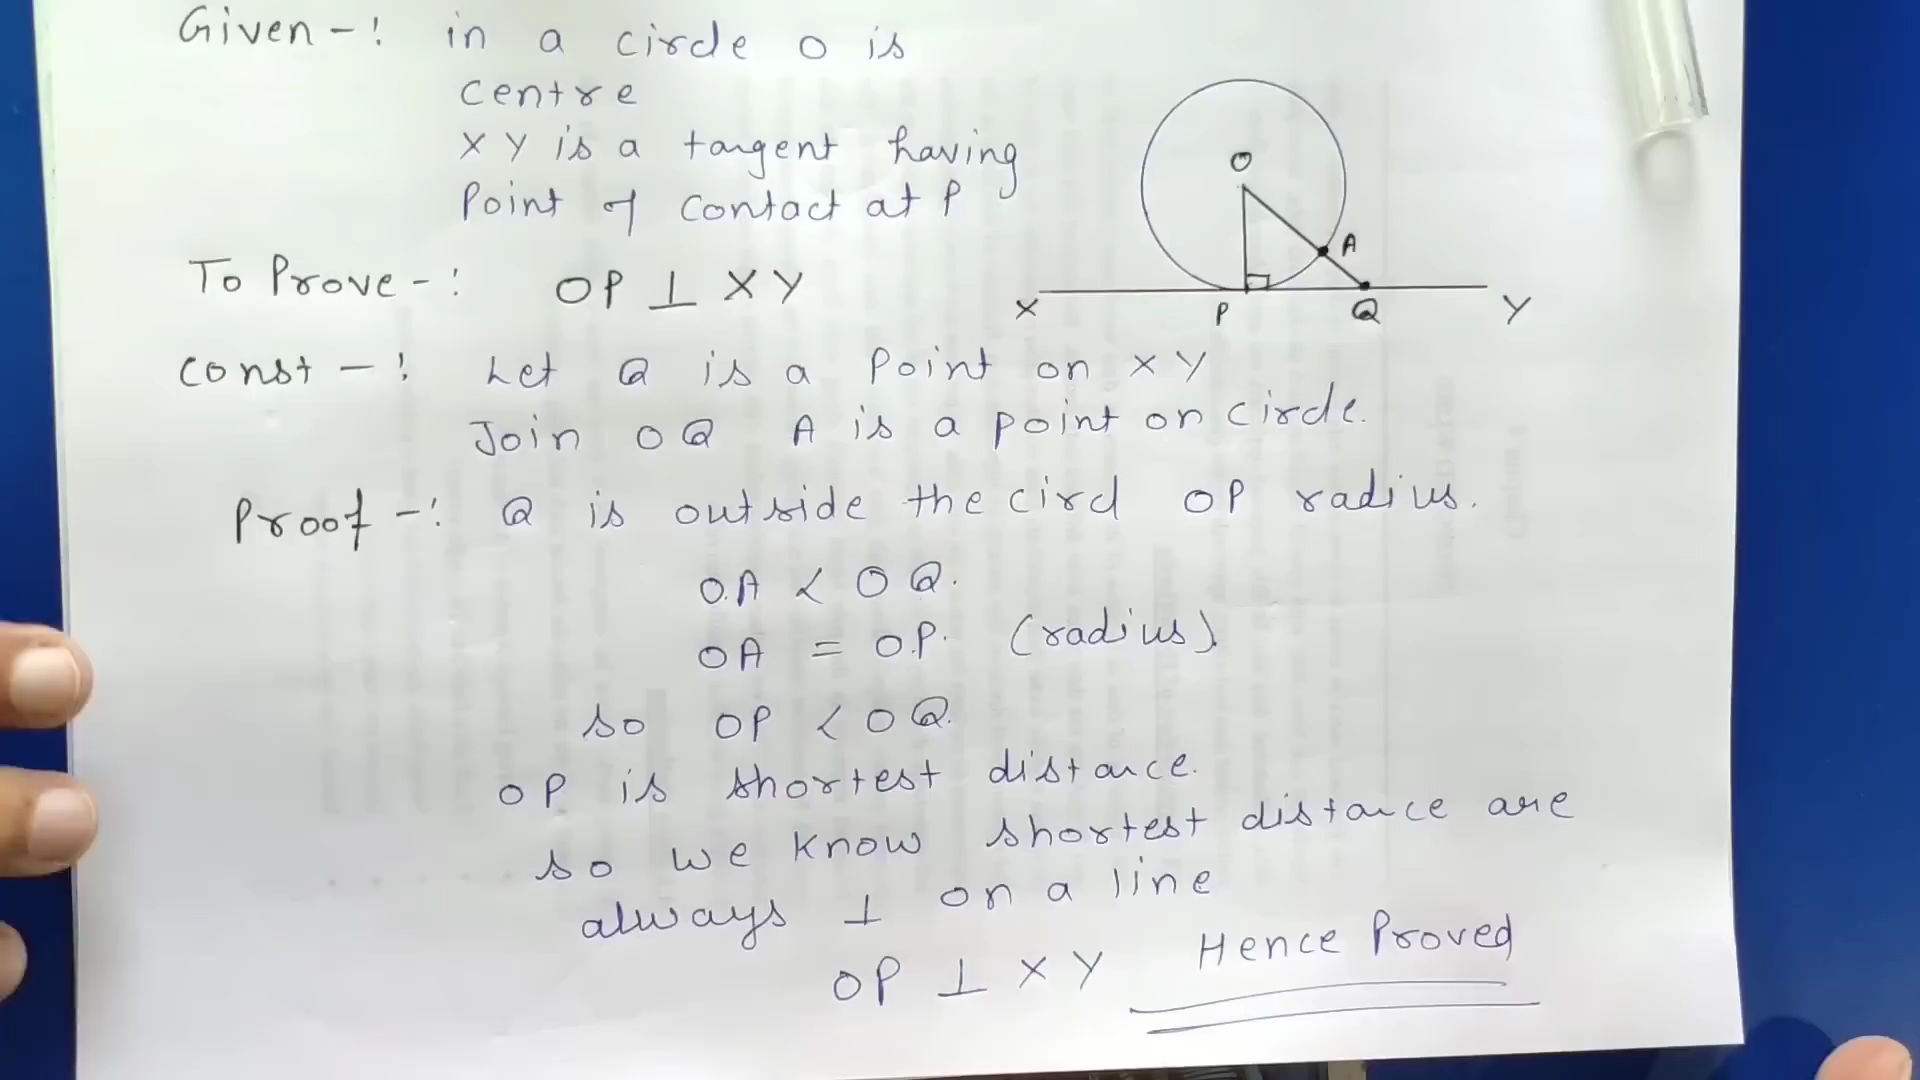 Given -: in a circle O is
centre
XY is a tangent having
Point of contact at P
To Prove -: OP ⊥ XY
O
A
X P Q Y
Const -: Let Q is a Point on XY
Join OQ A is a point on circle.
Proof -: Q is outside the circl OP radius.
OA < OQ.
OA = OP. (radius)
so OP < OQ.
OP is shortest distance.
so we know shortest distance are
always ⊥ on a line
OP ⊥ XY Hence Proved